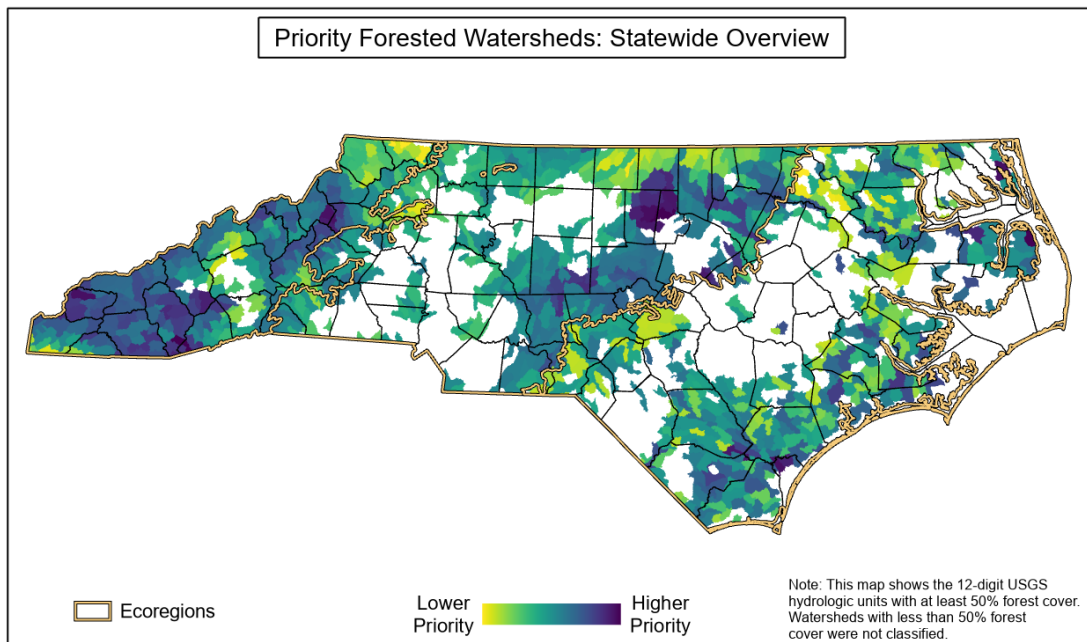 Priority Forested Watersheds: Statewide Overview
Ecoregions
Lower
Priority
Higher
Priority
Note: This map shows the 12-digit USGS
hydrologic units with at least 50% forest cover.
Watersheds with less than 50% forest
cover were not classified.